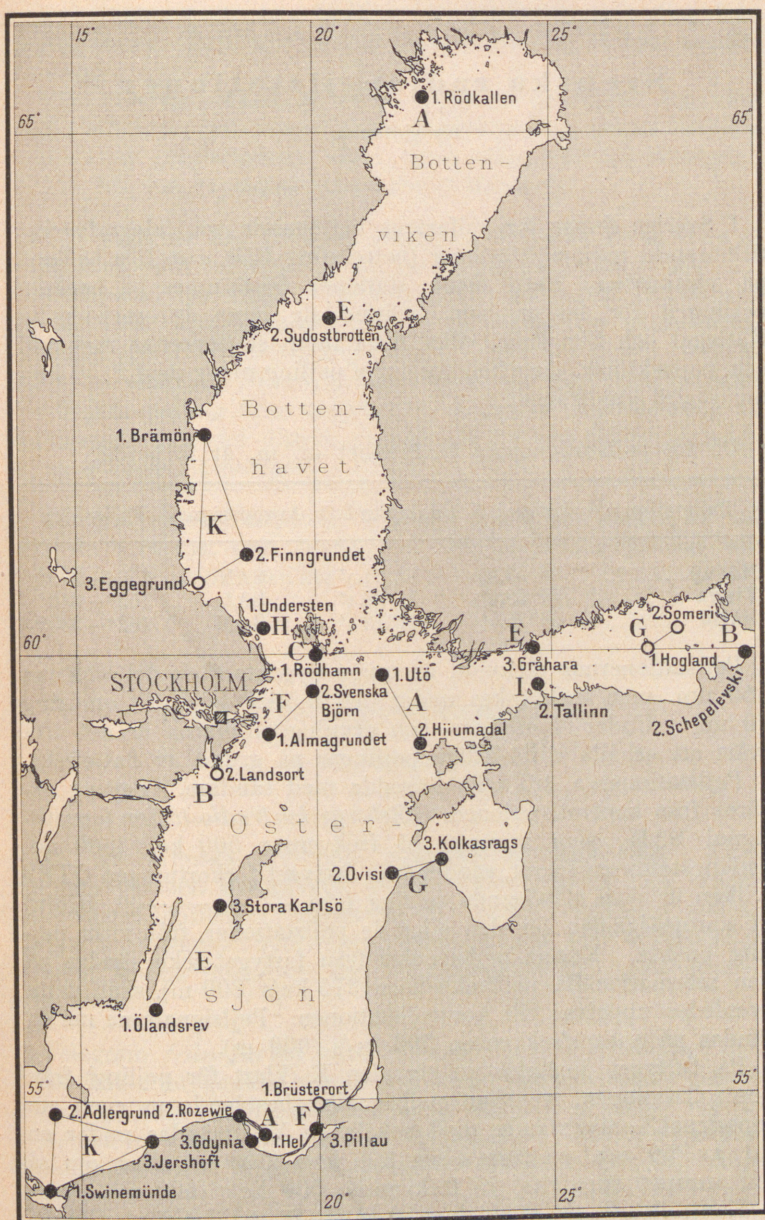 15°
20°
25°
1. Rödkallen
A
65°
65°
Botten-
viken
E
2. Sydostbrotten
Botten-
1. Brämön
havet
K
2. Finngrundet
3. Eggegrund
1. Understen
H
2. Someri
G
E
B
C
1. Rödhamn
60°
60°
3. Gråhara
1. Hogland
1. Utö
STOCKHOLM
2. Svenska
Björn
I
2. Tallinn
2. Schepelevski
F
A
1. Almagrundet
2. Hiiumadal
2. Landsort
B
Öster-
3. Kolkasrags
2. Ovisi
G
3. Stora Karlsö
E
sjön
1. Ölandsrev
55°
55°
1. Brüsterort
2. Adlergrund
2. Rozewie
A
F
K
3. Gdynia
1. Hel
3. Pillau
3. Jershöft
1. Swinemünde
20°
25°